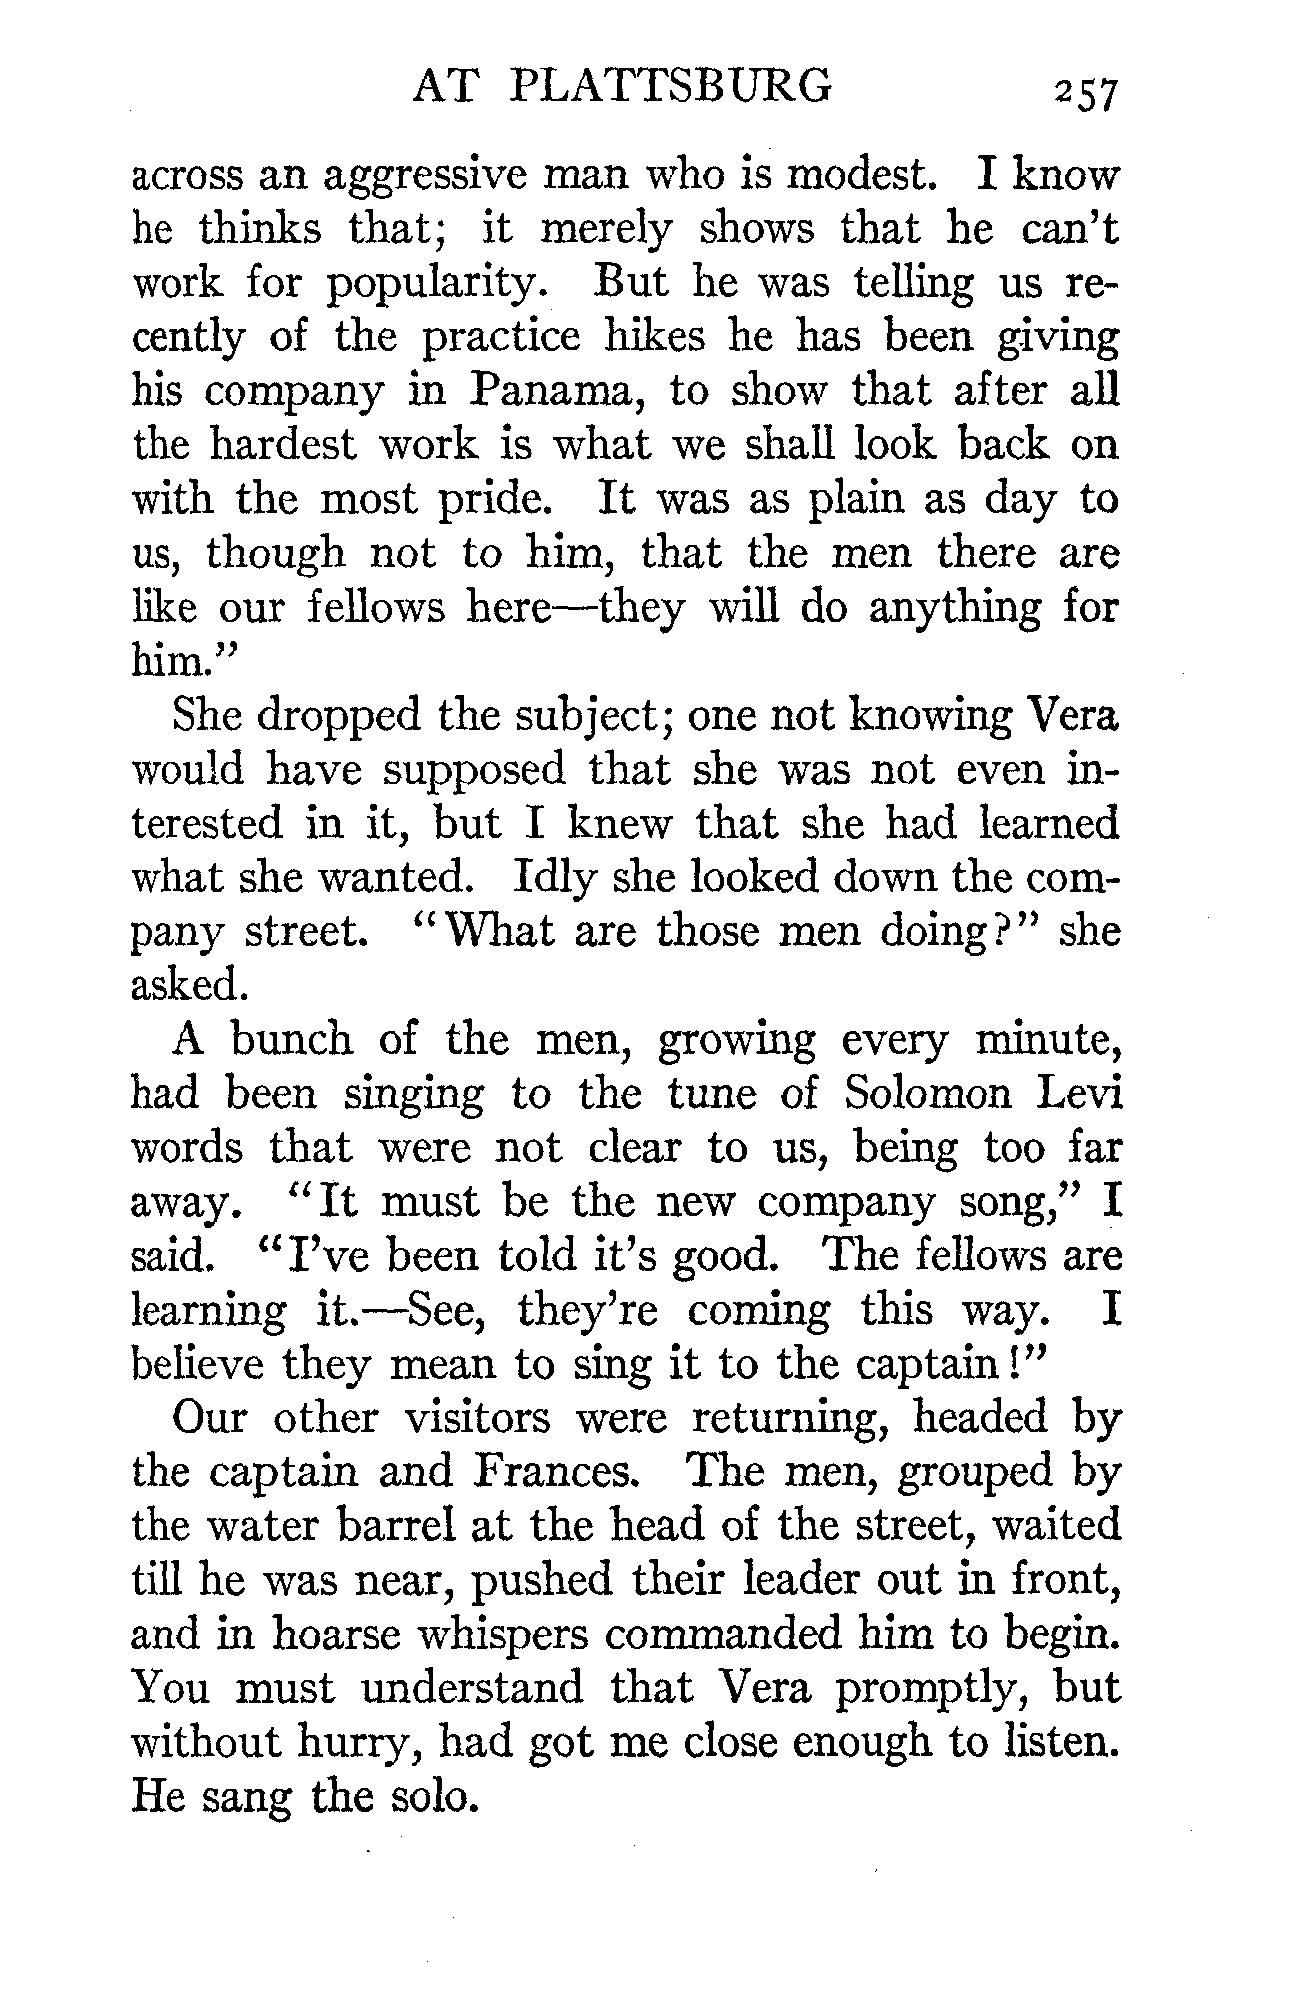 AT PLATTSBURG 257
across an aggressive man who is modest. I know
he thinks that; it merely shows that he can't
work for popularity. But he was telling us re-
cently of the practice hikes he has been giving
his company in Panama, to show that after all
the hardest work is what we shall look back on
with the most pride. It was as plain as day to
us, though not to him, that the men there are
like our fellows here—they will do anything for
him."
She dropped the subject; one not knowing Vera
would have supposed that she was not even in-
terested in it, but I knew that she had learned
what she wanted. Idly she looked down the com-
pany street. "What are those men doing?" she
asked.
A bunch of the men, growing every minute,
had been singing to the tune of Solomon Levi
words that were not clear to us, being too far
away. "It must be the new company song," I
said. "I've been told it's good. The fellows are
learning it.—See, they're coming this way. I
believe they mean to sing it to the captain!"
Our other visitors were returning, headed by
the captain and Frances. The men, grouped by
the water barrel at the head of the street, waited
till he was near, pushed their leader out in front,
and in hoarse whispers commanded him to begin.
You must understand that Vera promptly, but
without hurry, had got me close enough to listen.
He sang the solo.